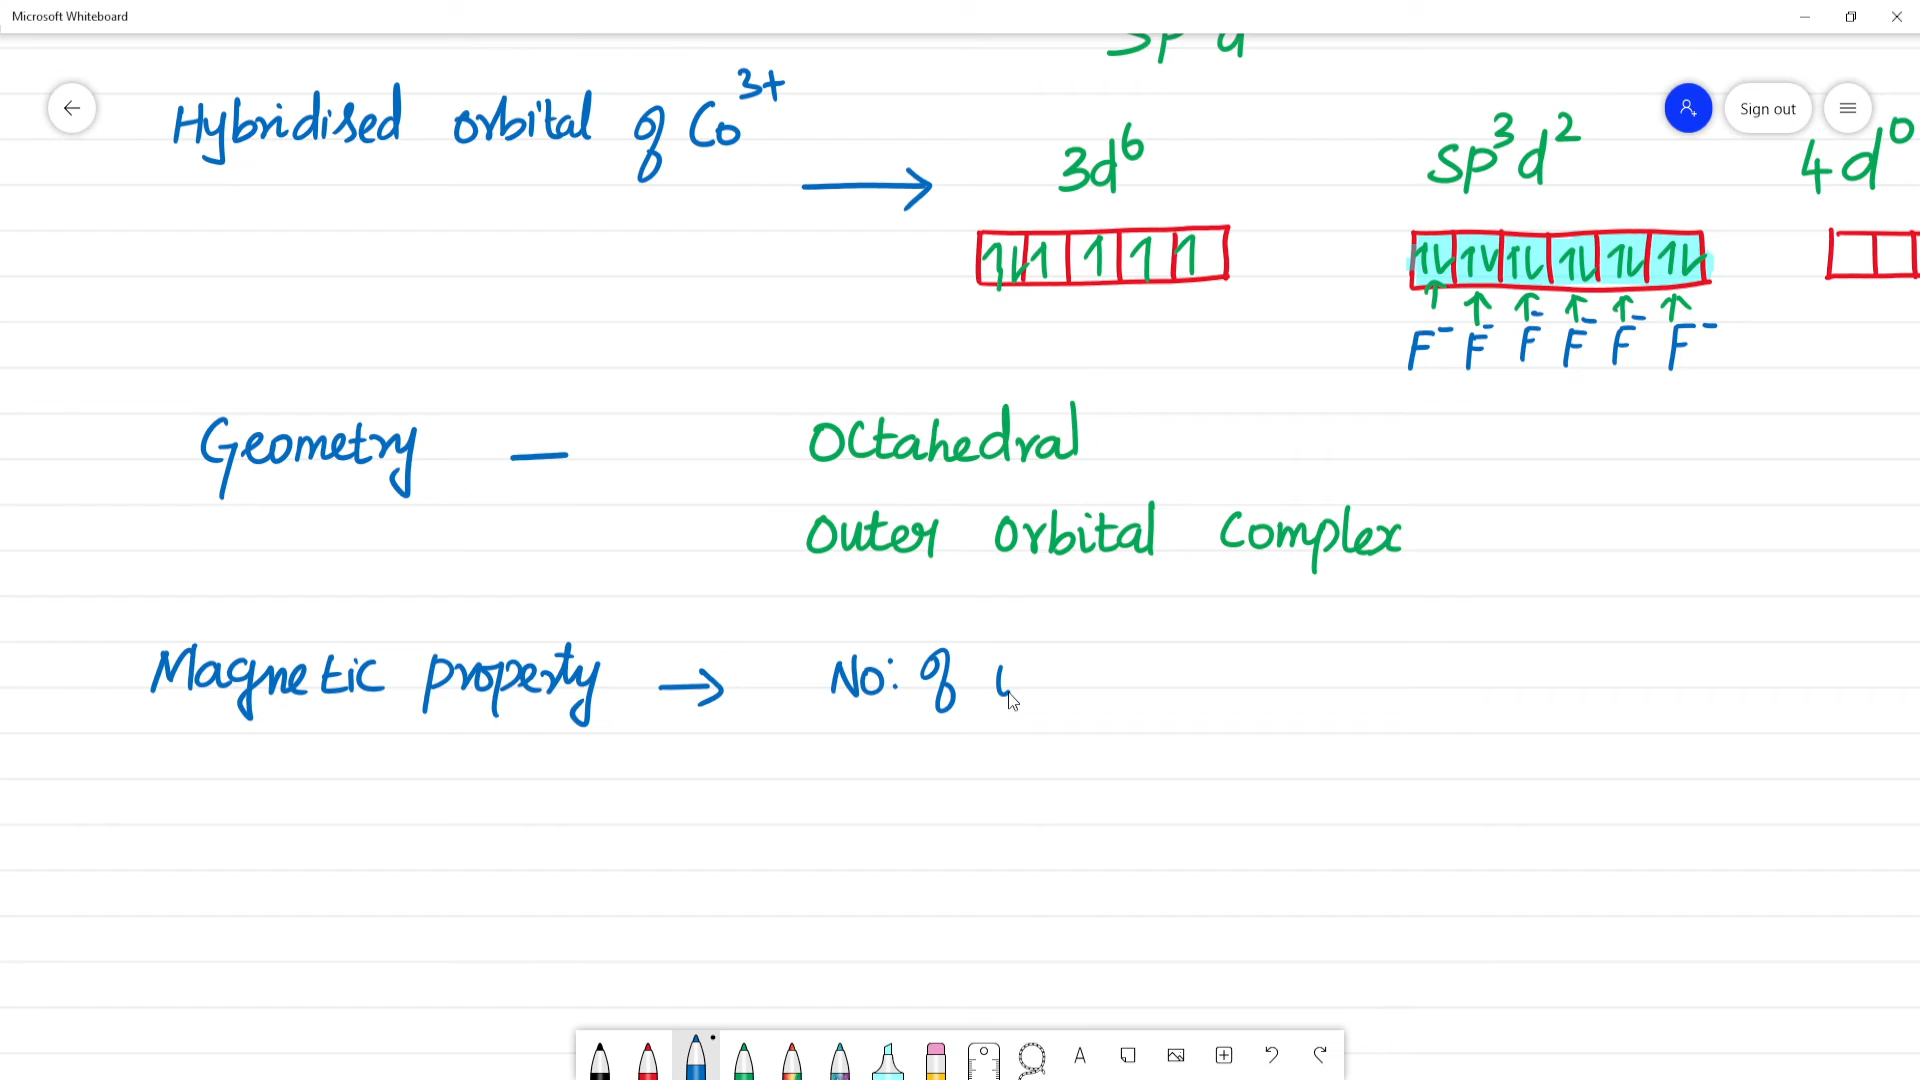 Microsoft Whiteboard
Sign out
Hybridised orbital of Co³⁺ → 3d⁶ sp³d² 4d⁰
F⁻ F⁻ F⁻ F⁻ F⁻ F⁻
Geometry — Octahedral
Outer orbital Complex
Magnetic property → No: of